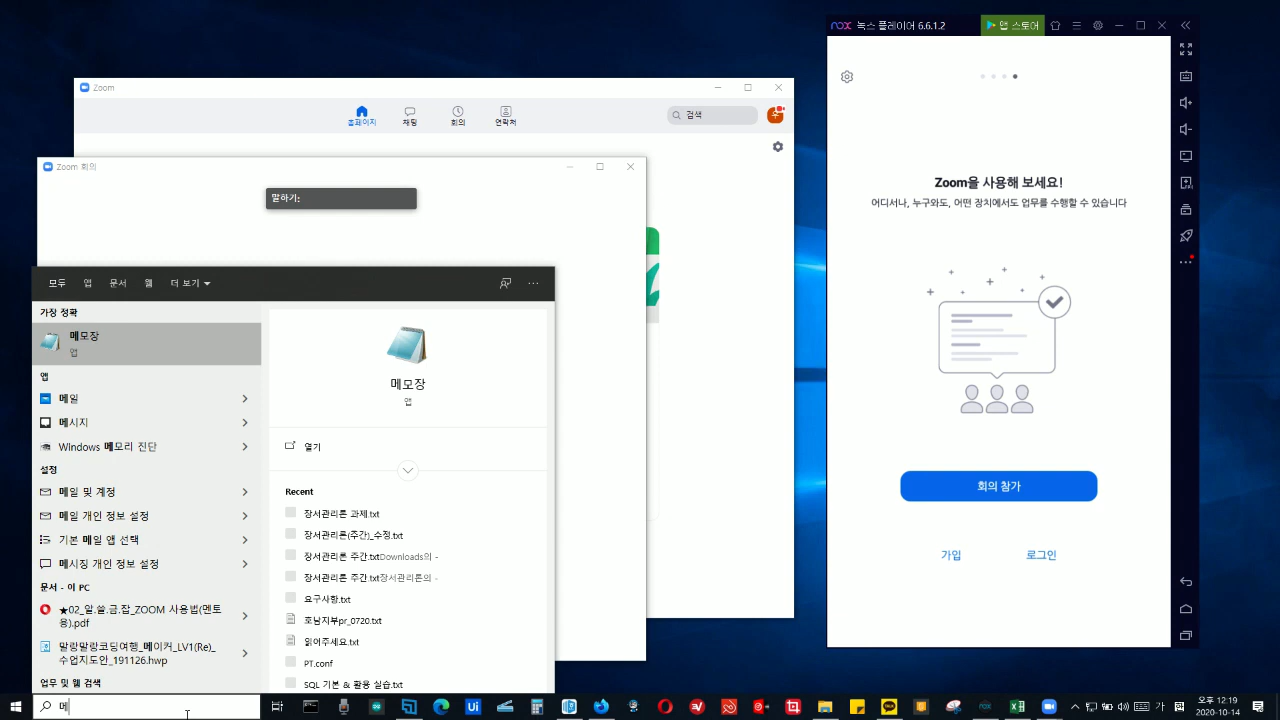 nox 녹스 플레이어 6.6.1.2
앱 스토어
Zoom
홈페이지
채팅
회의
연락처
검색
수
Zoom 회의
말하기:
Zoom을 사용해 보세요!
어디서나, 누구와도, 어떤 장치에서도 업무를 수행할 수 있습니다
회의 참가
가입
로그인
모두
앱
문서
웹
더 보기
가장 정확
메모장
앱
앱
메일
메시지
Windows 메모리 진단
설정
메일 및 계정
메일 개인 정보 설정
기본 메일 앱 선택
메시징 개인 정보 설정
문서 - 이 PC
★02_알.쓸.금.잡_ZOOM 사용법(멘토
용).pdf
말랑말랑코딩여행_메이커_LV1(Re)_
수업지도안_191126.hwp
업무 및 웹 검색
메모장
앱
열기
Recent
장서관리론 과제.txt
장서관리론(주간)_수정.txt
장서관리론 주간.txtDownloads의 -
장서관리론 주간.txt장서관리론의 -
요구사항.txt
호남지부pr_0720.txt
읽어주세요.txt
PT.conf
SQL 기본 & 활용 실습.txt
메
Ui
TALK
nox
가
오후 12:19
2020-10-14